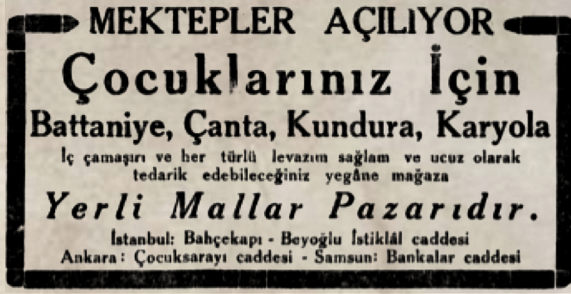 MEKTEPLER AÇILIYOR
Çocuklarınız İçin
Battaniye, Çanta, Kundura, Karyola
İç çamaşırı ve her türlü levazım sağlam ve ucuz olarak
tedarik edebileceğiniz yegâne mağaza
Yerli Mallar Pazarıdır.
İstanbul: Bahçekapı - Beyoğlu İstiklâl caddesi
Ankara: Çocuksarayı caddesi - Samsun: Bankalar caddesi